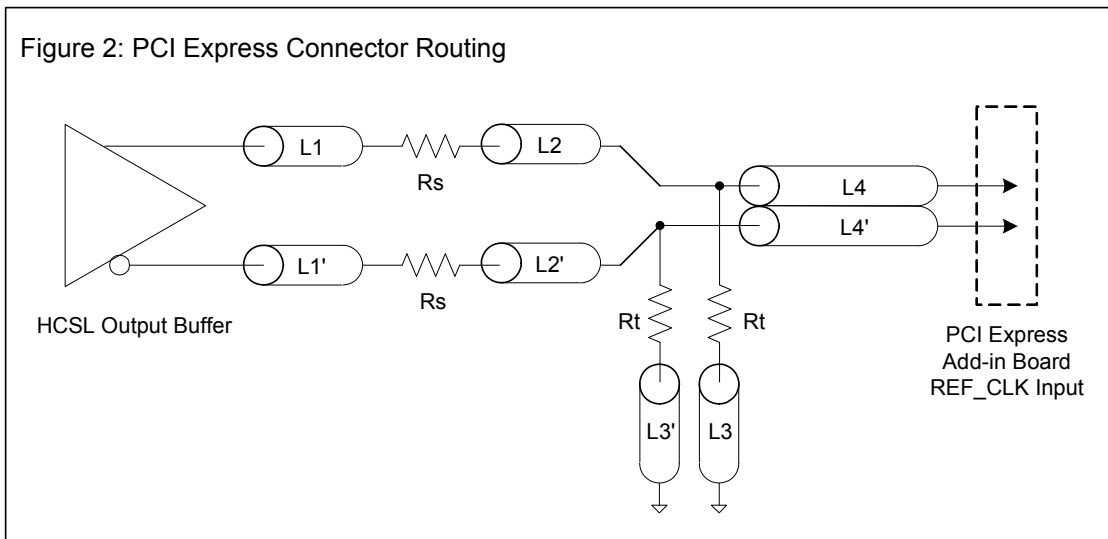 Figure 2: PCI Express Connector Routing
L1
Rs
L2
L4
L4'
L1'
Rs
L2'
HCSL Output Buffer
Rt
Rt
L3'
L3
PCI Express
Add-in Board
REF_CLK Input